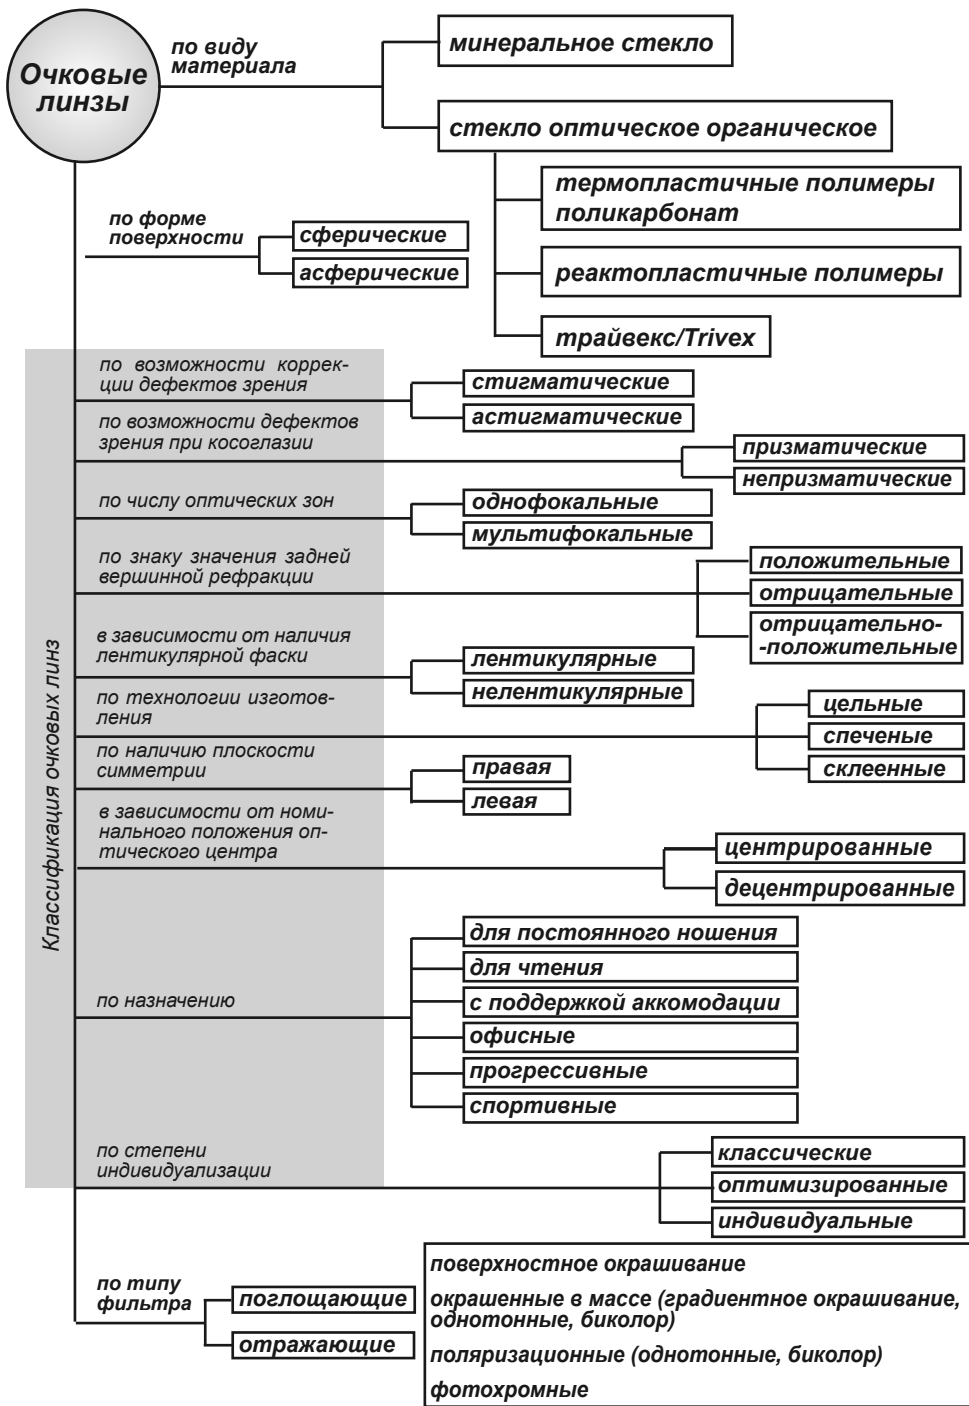 Очковые
линзы
по виду
материала
минеральное стекло
стекло оптическое органическое
термопластичные полимеры
поликарбонат
реактопластичные полимеры
трайвекс/Trivex
по форме
поверхности
сферические
асферические
Классификация очковых линз
по возможности коррек-
ции дефектов зрения
стигматические
астигматические
по возможности дефектов
зрения при косоглазии
призматические
непризматические
по числу оптических зон
однофокальные
мультифокальные
по знаку значения задней
вершинной рефракции
положительные
отрицательные
отрицательно-
-положительные
в зависимости от наличия
лентикулярной фаски
лентикулярные
нелентикулярные
по технологии изготов-
ления
цельные
спеченые
склеенные
по наличию плоскости
симметрии
правая
левая
в зависимости от номи-
нального положения оп-
тического центра
центрированные
децентрированные
по назначению
для постоянного ношения
для чтения
с поддержкой аккомодации
офисные
прогрессивные
спортивные
по степени
индивидуализации
классические
оптимизированные
индивидуальные
по типу
фильтра
поглощающие
отражающие
поверхностное окрашивание
окрашенные в массе (градиентное окрашивание,
однотонные, биколор)
поляризационные (однотонные, биколор)
фотохромные